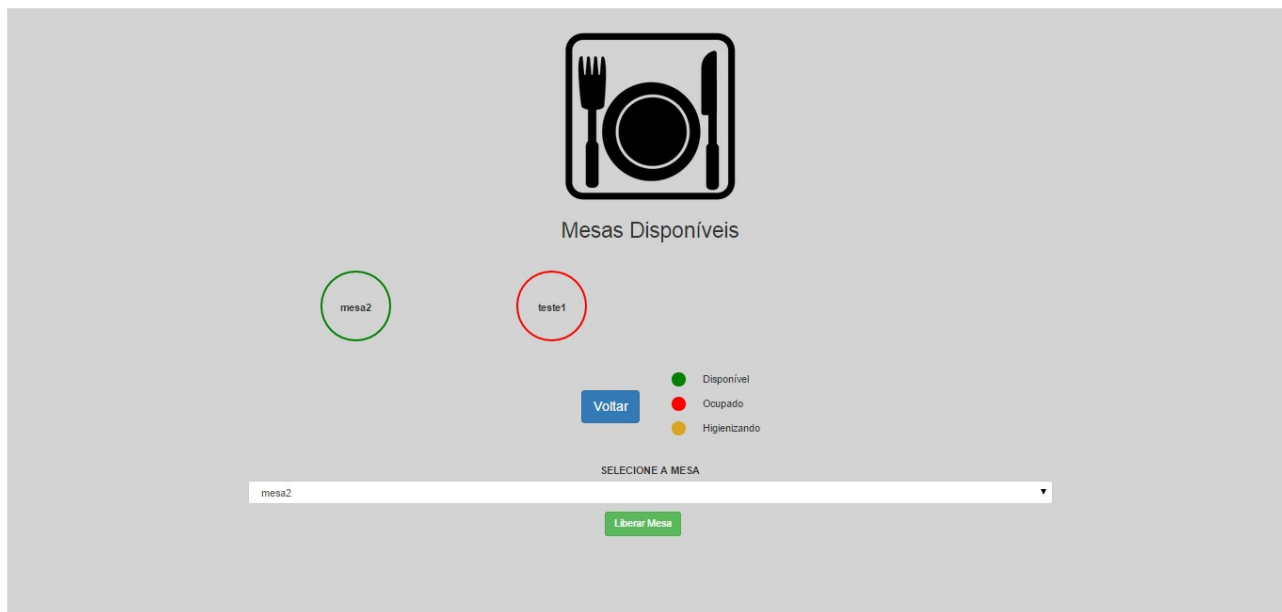 Mesas Disponíveis
mesa2
teste1
Disponível
Voltar
Ocupado
Higienizando
SELECIONE A MESA
mesa2
Liberar Mesa